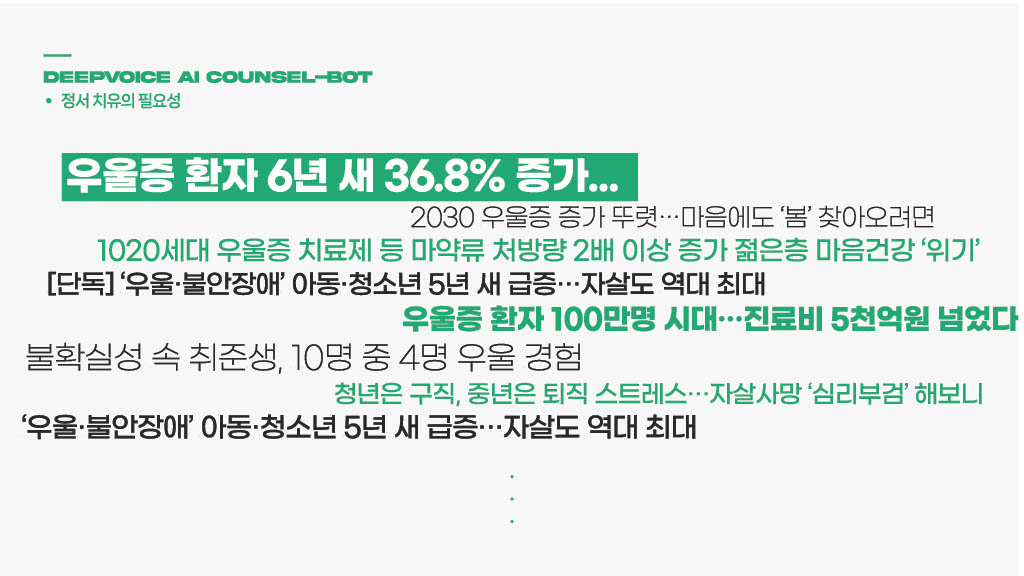 DEEPVOICE AI COUNSEL-BOT
• 정서 치유의 필요성
우울증 환자 6년 새 36.8% 증가...
2030 우울증 증가 뚜렷…마음에도 ‘봄’ 찾아오려면
1020세대 우울증 치료제 등 마약류 처방량 2배 이상 증가 젊은층 마음건강 ‘위기’
[단독] ‘우울·불안장애’ 아동·청소년 5년 새 급증…자살도 역대 최대
우울증 환자 100만명 시대…진료비 5천억원 넘었다
불확실성 속 취준생, 10명 중 4명 우울 경험
청년은 구직, 중년은 퇴직 스트레스…자살사망 ‘심리부검’ 해보니
‘우울·불안장애’ 아동·청소년 5년 새 급증…자살도 역대 최대